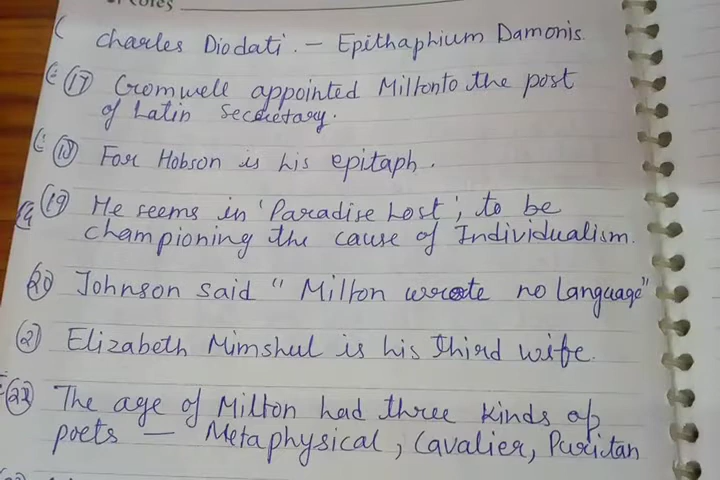 Charles Diodati. – Epithaphium Damonis.
(17) Cromwell appointed Milton to the post
of Latin Secretary.
(18) For Hobson is his epitaph.
(19) He seems in 'Paradise Lost', to be
championing the cause of Individualism.
(20) Johnson said "Milton wrote no language"
(21) Elizabeth Mimshul is his third wife.
(22) The age of Milton had three kinds of
poets — Metaphysical, Cavalier, Puritan